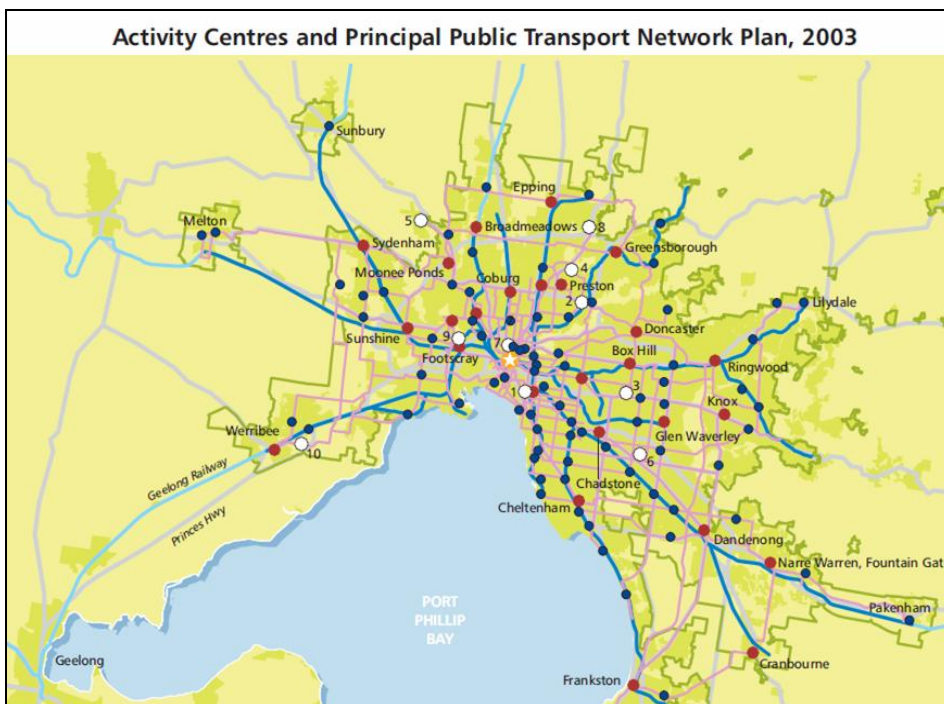 Activity Centres and Principal Public Transport Network Plan, 2003
Sunbury
Epping
Melton
5
Broadmeadows
8
Sydenham
Greensborough
Moonee Ponds
4
Coburg
Preston
2
Lilydale
Doncaster
Sunshine
9
7
Box Hill
Footscray
Ringwood
1
3
Knox
Werribee
Glen Waverley
10
6
Geelong Railway
Chadstone
Princes Hwy
Cheltenham
Dandenong
Narre Warren, Fountain Gat
PORT
PHILLIP
BAY
Pakenham
Geelong
Cranbourne
Frankston